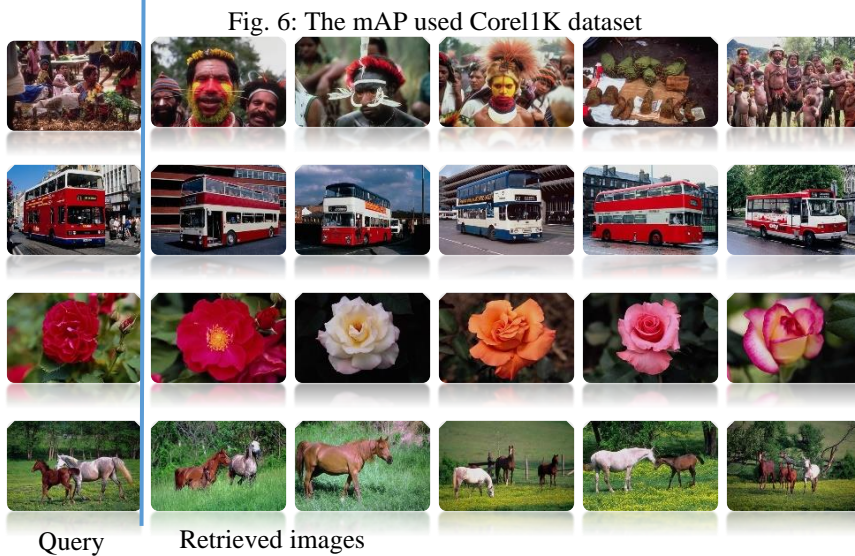 Fig. 6: The mAP used Corel1K dataset
Query
Retrieved images